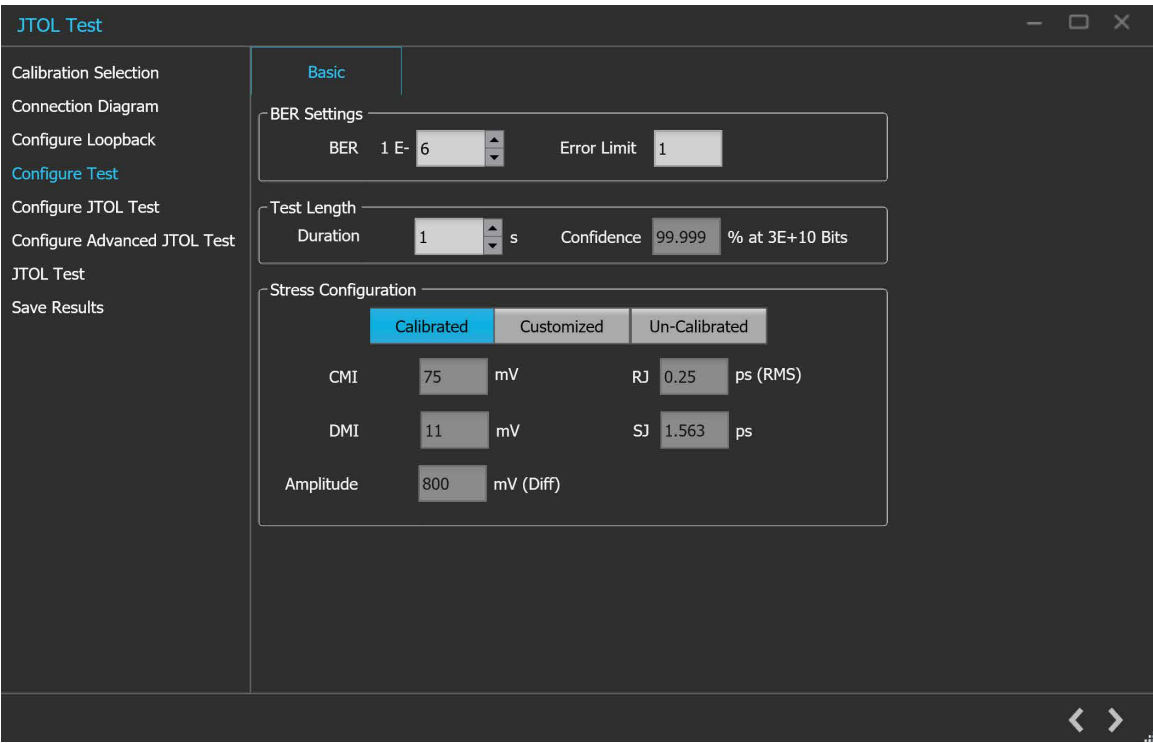 JTOL Test
Calibration Selection
Connection Diagram
Configure Loopback
Configure Test
Configure JTOL Test
Configure Advanced JTOL Test
JTOL Test
Save Results
Basic
BER Settings
BER 1 E- 6 Error Limit 1
Test Length
Duration 1 s Confidence 99.999 % at 3E+10 Bits
Stress Configuration
Calibrated Customized Un-Calibrated
CMI 75 mV RJ 0.25 ps (RMS)
DMI 11 mV SJ 1.563 ps
Amplitude 800 mV (Diff)